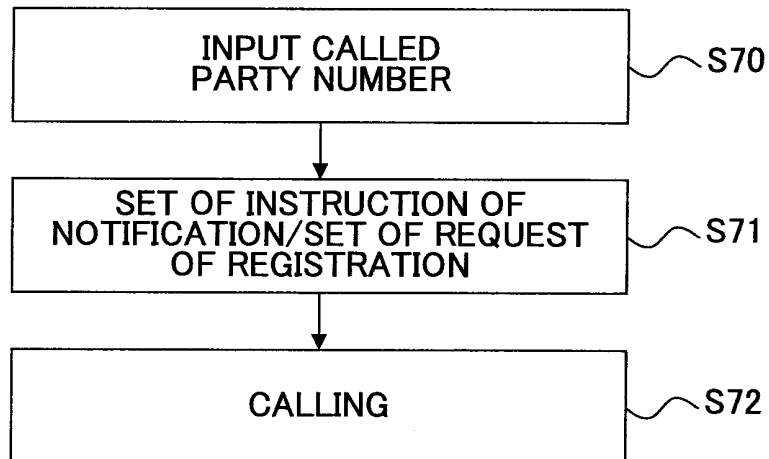 INPUT CALLED
PARTY NUMBER
S70
SET OF INSTRUCTION OF
NOTIFICATION/SET OF REQUEST
OF REGISTRATION
S71
CALLING
S72